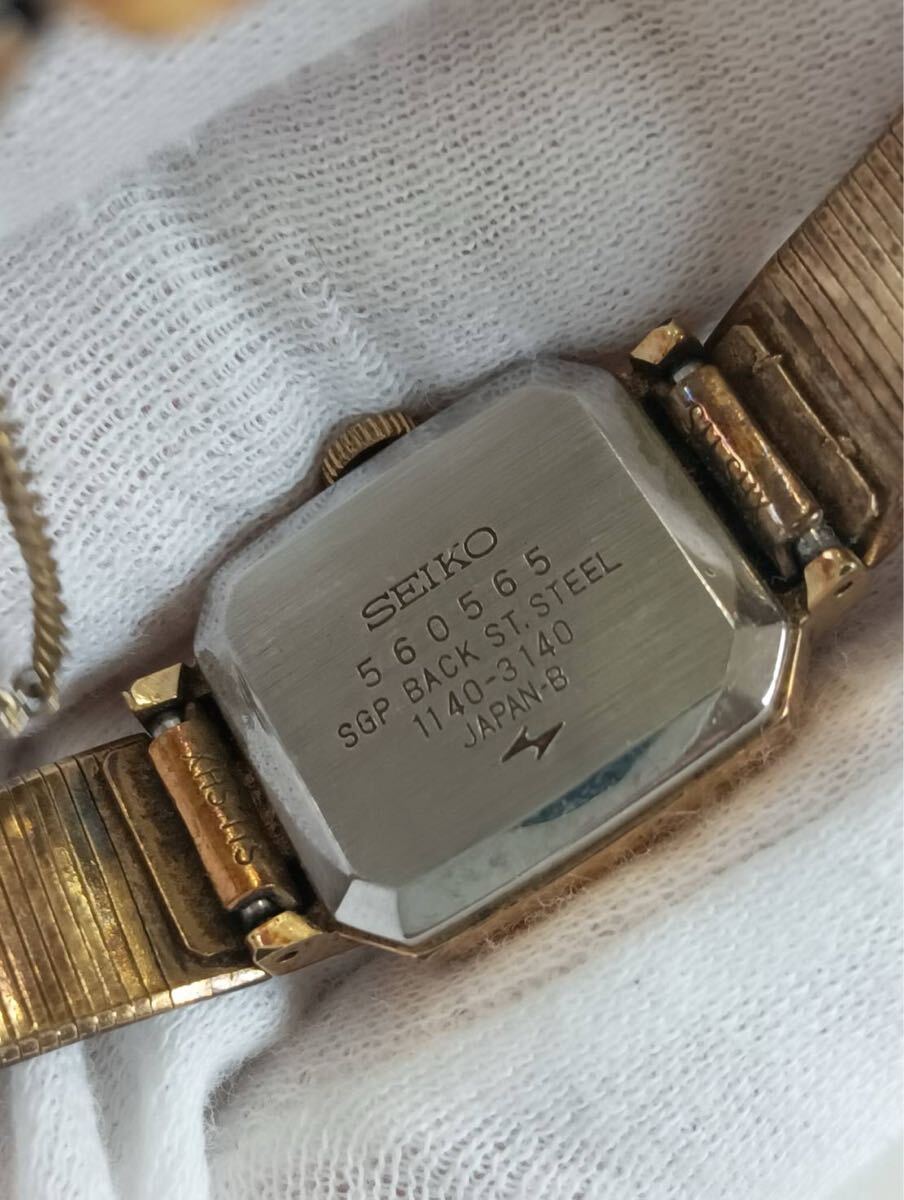 SEIKO
560565
SGP BACK ST. STEEL
1140-3140
JAPAN-B